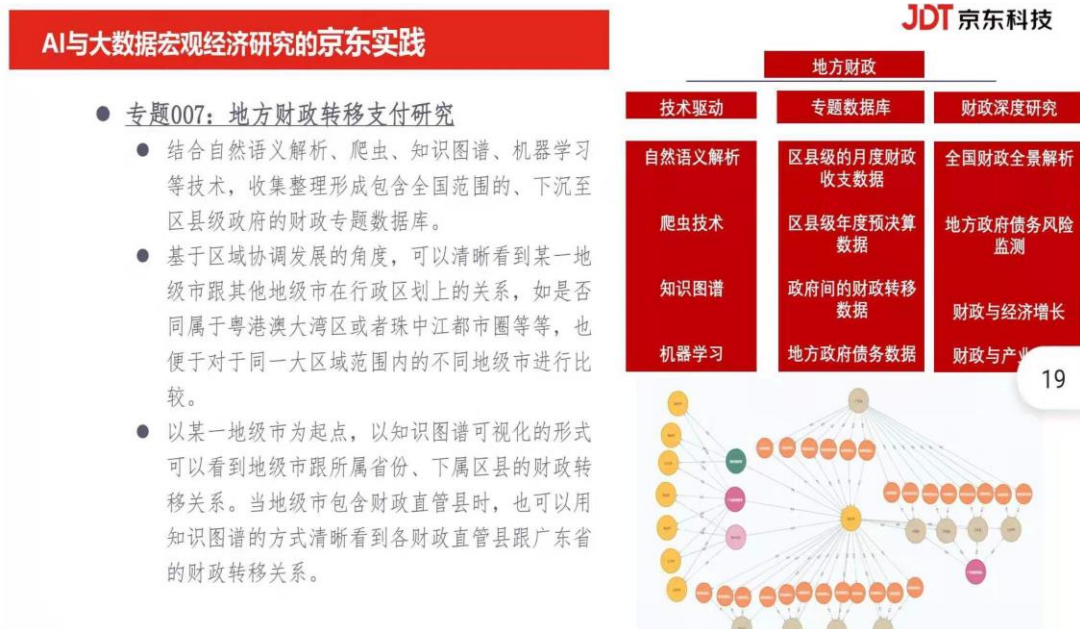 AI与大数据宏观经济研究的京东实践
JDT 京东科技
专题007：地方财政转移支付研究
结合自然语义解析、爬虫、知识图谱、机器学习
等技术，收集整理形成包含全国范围的、下沉至
区县级政府的财政专题数据库。
基于区域协调发展的角度，可以清晰看到某一地
级市跟其他地级市在行政区划上的关系，如是否
同属于粤港澳大湾区或者珠中江都市圈等等，也
便于对于同一大区域范围内的不同地级市进行比
较。
以某一地级市为起点，以知识图谱可视化的形式
可以看到地级市跟所属省份、下属区县的财政转
移关系。当地级市包含财政直管县时，也可以用
知识图谱的方式清晰看到各财政直管县跟广东省
的财政转移关系。
地方财政
技术驱动
自然语义解析
爬虫技术
知识图谱
机器学习
专题数据库
区县级的月度财政
收支数据
区县级年度预决算
数据
政府间的财政转移
数据
地方政府债务数据
财政深度研究
全国财政全景解析
地方政府债务风险
监测
财政与经济增长
财政与产业
19